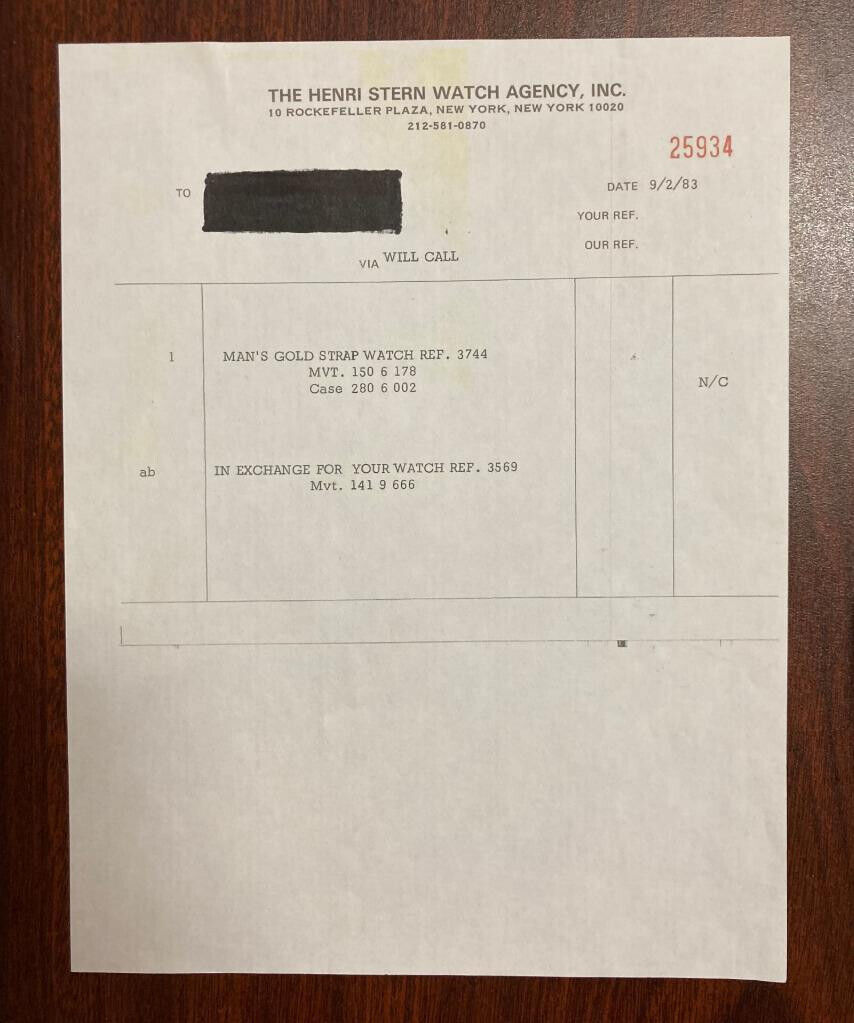 THE HENRI STERN WATCH AGENCY, INC.
10 ROCKEFELLER PLAZA, NEW YORK, NEW YORK 10020
212-581-0870
25934
TO
DATE 9/2/83
YOUR REF.
OUR REF.
VIA WILL CALL
1 MAN'S GOLD STRAP WATCH REF. 3744
MVT. 150 6 178
Case 280 6 002
N/C
ab IN EXCHANGE FOR YOUR WATCH REF. 3569
Mvt. 141 9 666